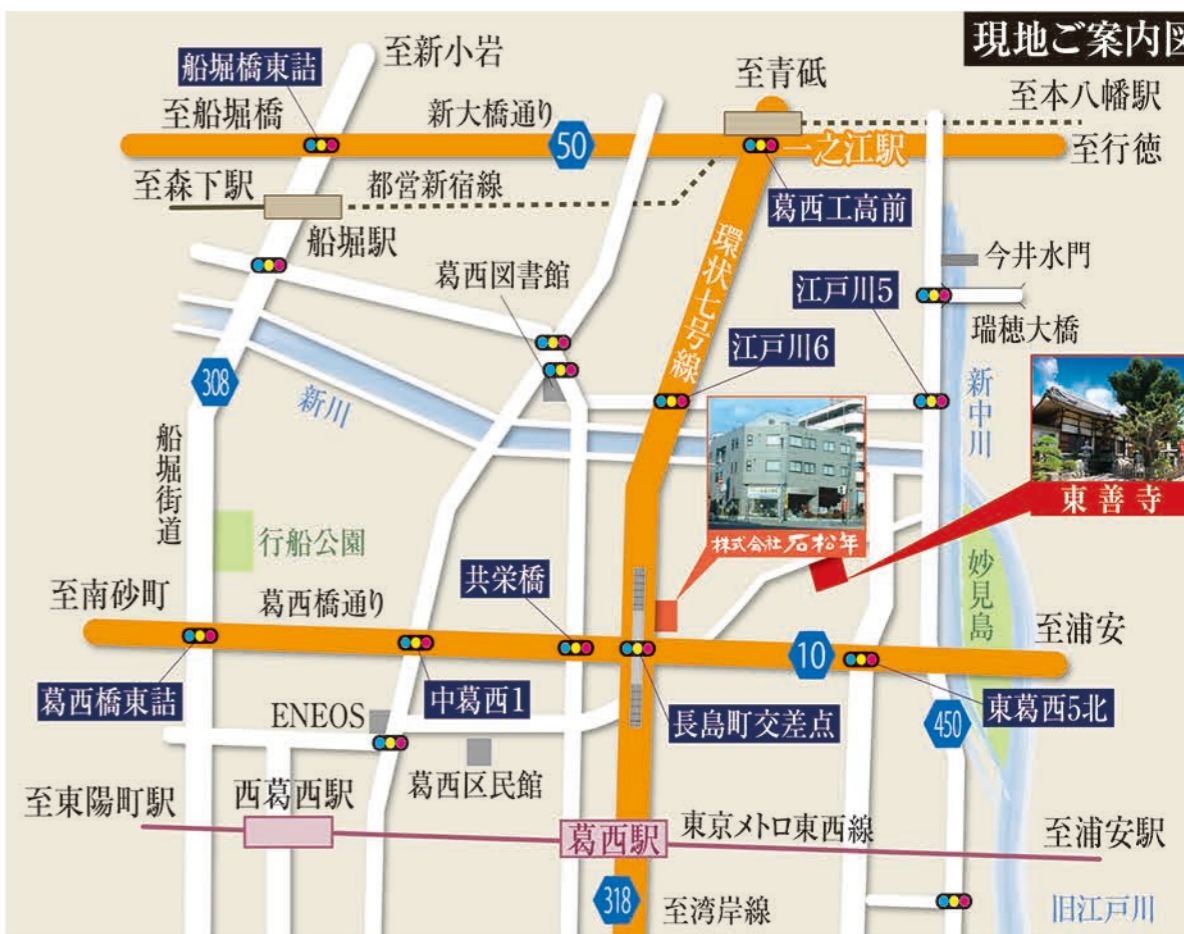 現地ご案内図
至新小岩
船堀橋東詰
至青砥
至本八幡駅
至船堀橋
新大橋通り
50
一之江駅
至行徳
至森下駅
都営新宿線
葛西工高前
船堀駅
環状七号線
今井水門
葛西図書館
江戸川5
瑞穂大橋
江戸川6
308
新川
新中川
船堀街道
東善寺
行船公園
株式会社石松年
妙見島
共栄橋
至南砂町
葛西橋通り
至浦安
10
葛西橋東詰
中葛西1
長島町交差点
東葛西5北
ENEOS
450
葛西区民館
西葛西駅
至東陽町駅
葛西駅
東京メトロ東西線
至浦安駅
318
至湾岸線
旧江戸川